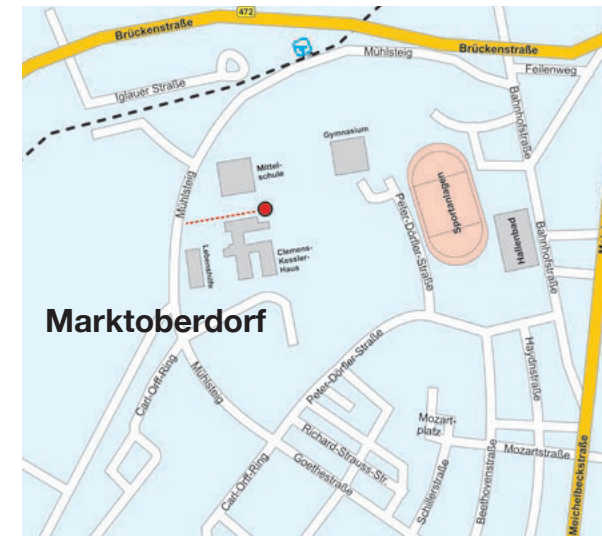 472
Brückenstraße
Brückenstraße
Mühlsteig
Feilenweg
Iglauer Straße
Bahnhofstraße
Gymnasium
Mittel-
schule
Mühlsteig
Sportanlagen
Peter-Dörfler-Straße
Hallenbad
Bahnhofstraße
Lebenshilfe
Clemens-
Kessler-
Haus
Marktoberdorf
Carl-Orff-Ring
Mühlsteig
Peter-Dörfler-Straße
Haydnstraße
Mozart-
platz
Richard-Strauss-Str.
Mozartstraße
Goethestraße
Carl-Orff-Ring
Schillerstraße
Beethovenstraße
Meichelbeckstraße